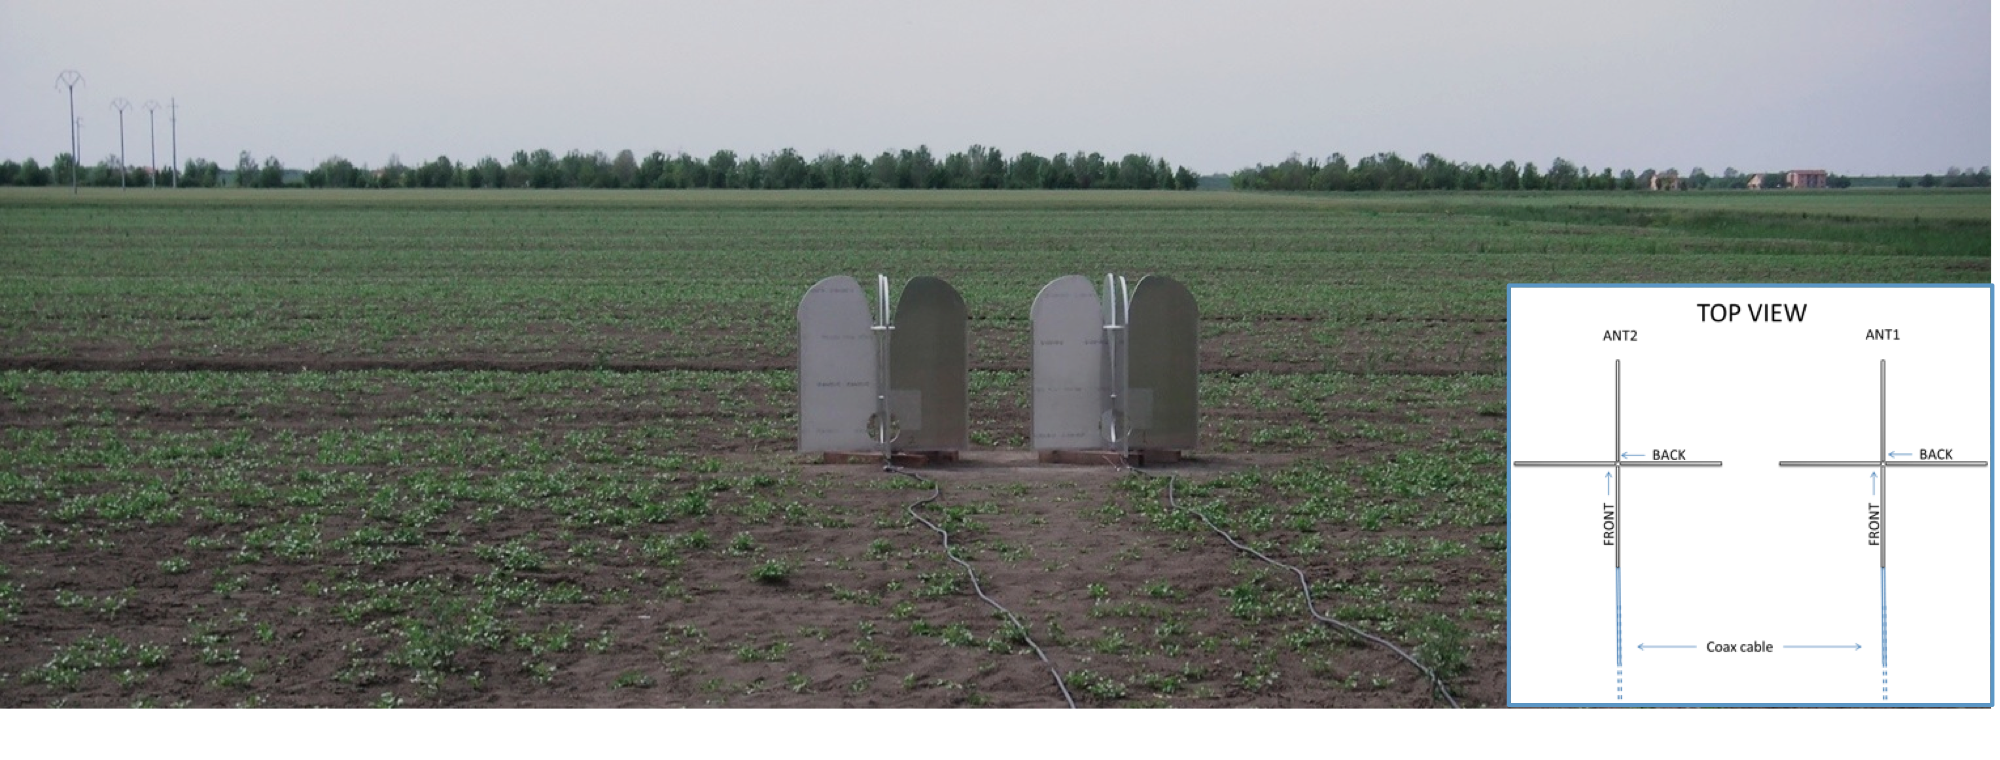 TOP VIEW
ANT2 ANT1
BACK BACK
FRONT FRONT
Coax cable